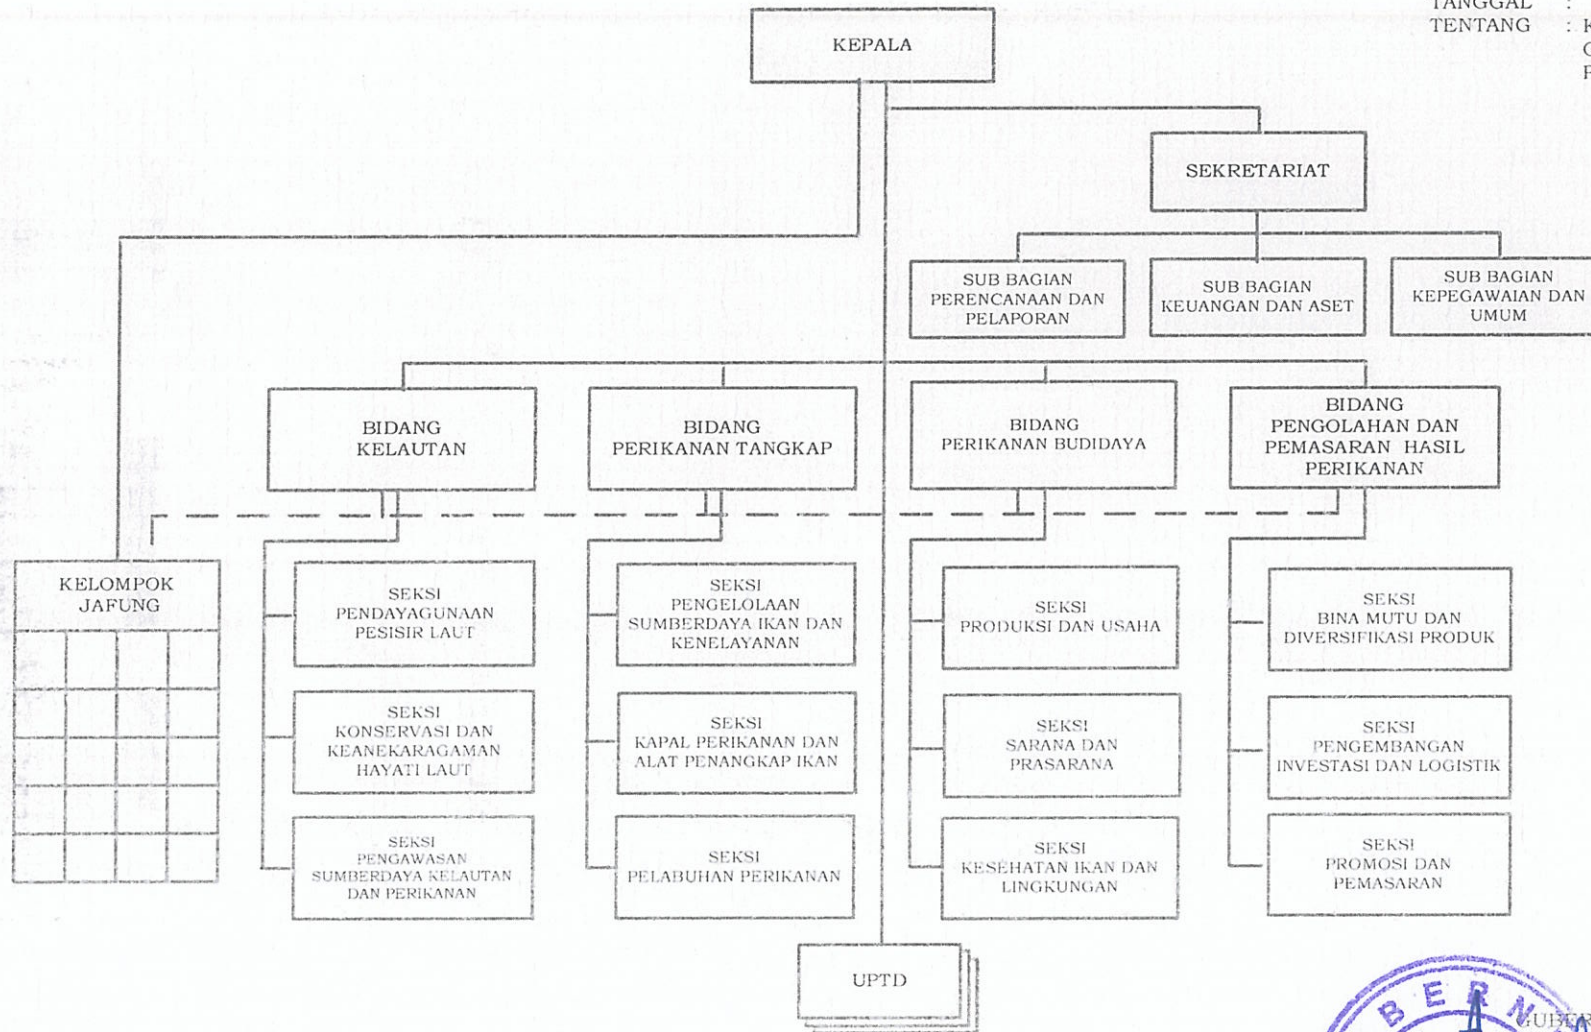 TANGGAL :
TENTANG : K
KEPALA
SEKRETARIAT
SUB BAGIAN
PERENCANAAN DAN
PELAPORAN
SUB BAGIAN
KEUANGAN DAN ASET
SUB BAGIAN
KEPEGAWAIAN DAN
UMUM
BIDANG
KELAUTAN
BIDANG
PERIKANAN TANGKAP
BIDANG
PERIKANAN BUDIDAYA
BIDANG
PENGOLAHAN DAN
PEMASARAN HASIL
PERIKANAN
KELOMPOK
JAFUNG
SEKSI
PENDAYAGUNAAN
PESISIR LAUT
SEKSI
KONSERVASI DAN
KEANEKARAGAMAN
HAYATI LAUT
SEKSI
PENGAWASAN
SUMBERDAYA KELAUTAN
DAN PERIKANAN
SEKSI
PENGELOLAAN
SUMBERDAYA IKAN DAN
KENELAYANAN
SEKSI
KAPAL PERIKANAN DAN
ALAT PENANGKAP IKAN
SEKSI
PELABUHAN PERIKANAN
SEKSI
PRODUKSI DAN USAHA
SEKSI
SARANA DAN
PRASARANA
SEKSI
KESEHATAN IKAN DAN
LINGKUNGAN
SEKSI
BINA MUTU DAN
DIVERSIFIKASI PRODUK
SEKSI
PENGEMBANGAN
INVESTASI DAN LOGISTIK
SEKSI
PROMOSI DAN
PEMASARAN
UPTD
BERN
GUBER